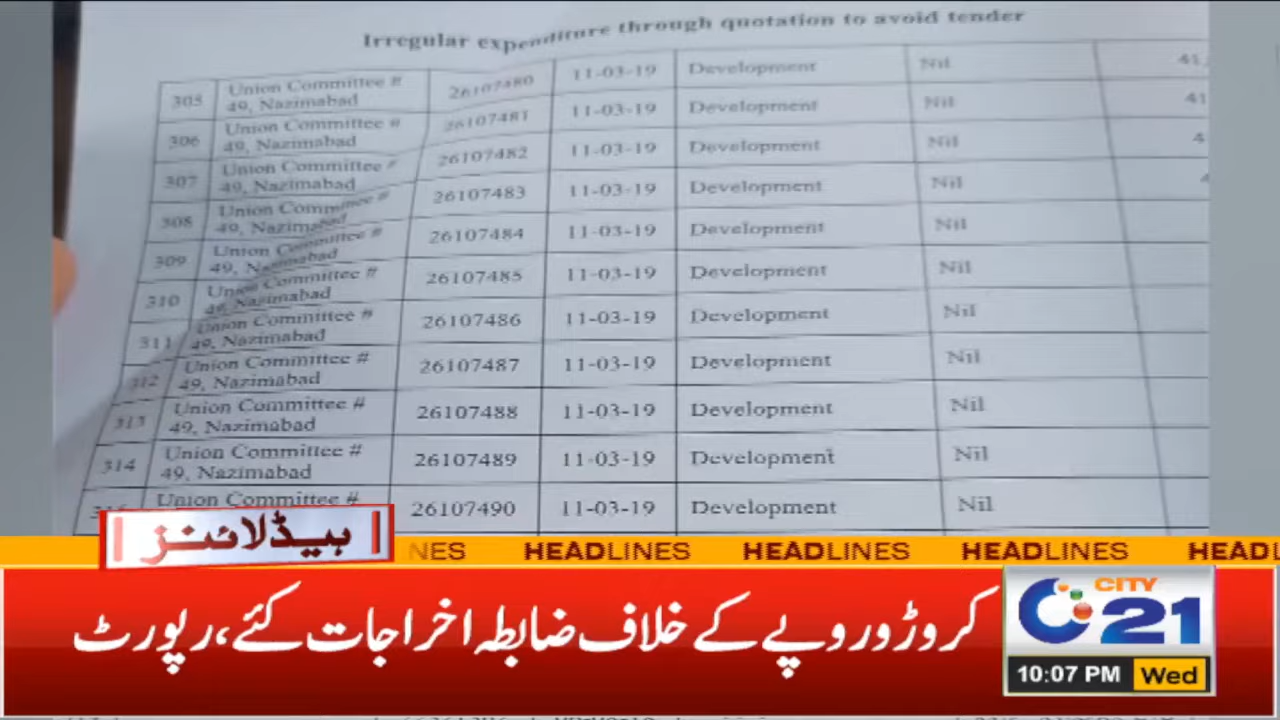 Irregular expenditure through quotation to avoid tender
305 Union Committee # 49, Nazimabad 26107480 11-03-19 Development Nil 41
306 Union Committee # 49, Nazimabad 26107481 11-03-19 Development Nil 41
307 Union Committee # 49, Nazimabad 26107482 11-03-19 Development Nil 4
308 Union Committee # 49, Nazimabad 26107483 11-03-19 Development Nil 4
309 Union Committee # 49, Nazimabad 26107484 11-03-19 Development Nil
310 Union Committee # 49, Nazimabad 26107485 11-03-19 Development Nil
311 Union Committee # 49, Nazimabad 26107486 11-03-19 Development Nil
312 Union Committee # 49, Nazimabad 26107487 11-03-19 Development Nil
313 Union Committee # 49, Nazimabad 26107488 11-03-19 Development Nil
314 Union Committee # 49, Nazimabad 26107489 11-03-19 Development Nil
Union Committee # 26107490 11-03-19 Development Nil
ہیڈلائنز
NES HEADLINES HEADLINES HEADLINES HEADL
کروڑوروپے کے خلاف ضابطہ اخراجات کئے، رپورٹ
CITY
21
10:07 PM Wed